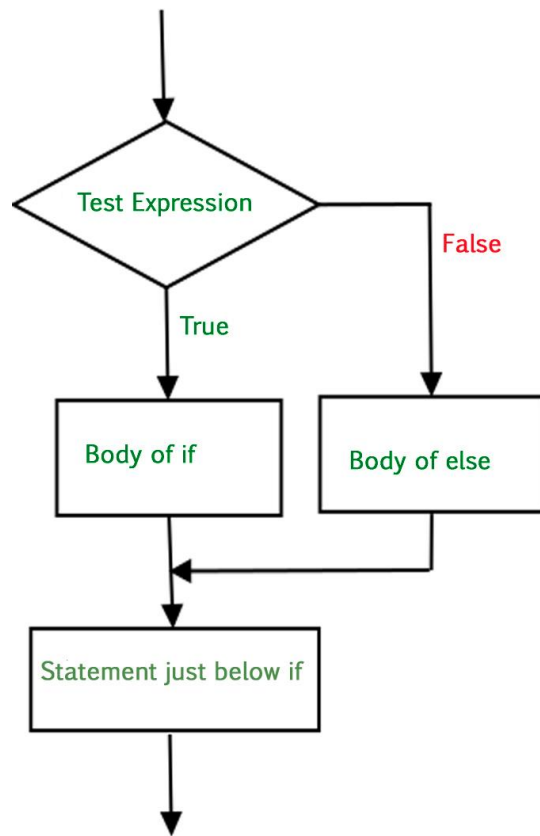 Test Expression
False
True
Body of if
Body of else
Statement just below if